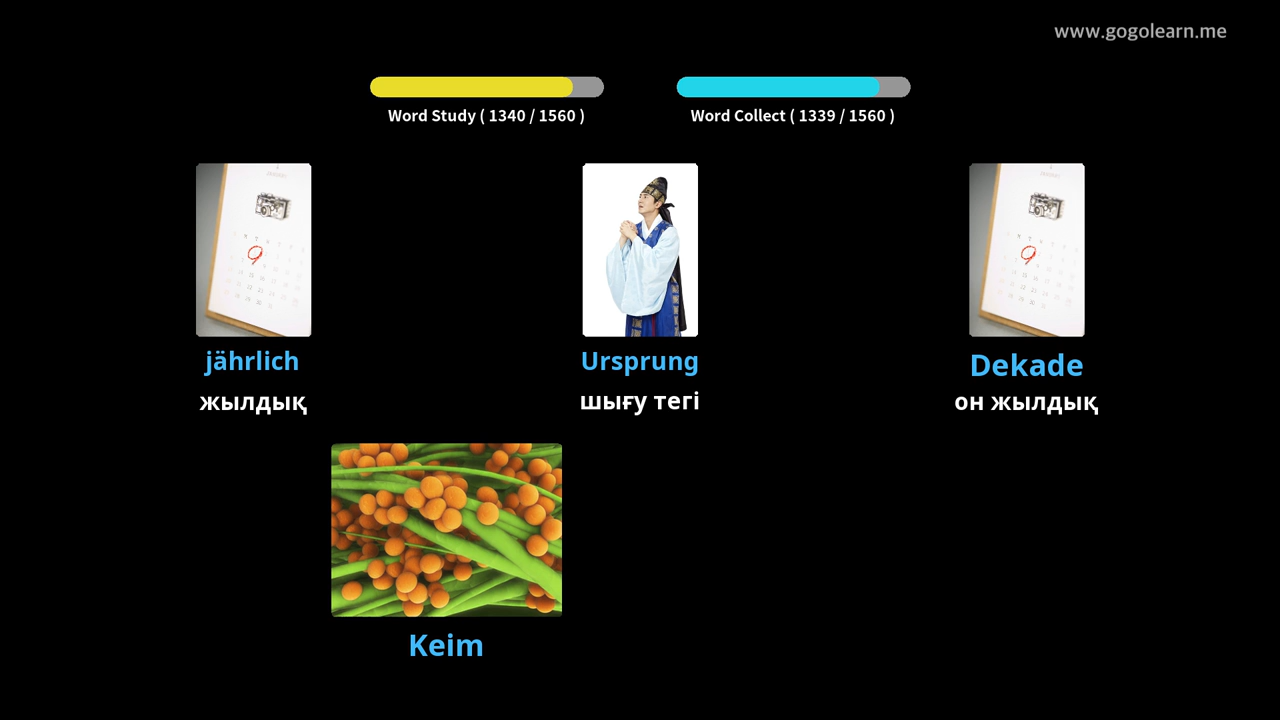 www.gogolearn.me
Word Study ( 1340 / 1560 )
Word Collect ( 1339 / 1560 )
jährlich
жылдық
Ursprung
шығу тегі
Dekade
он жылдық
Keim